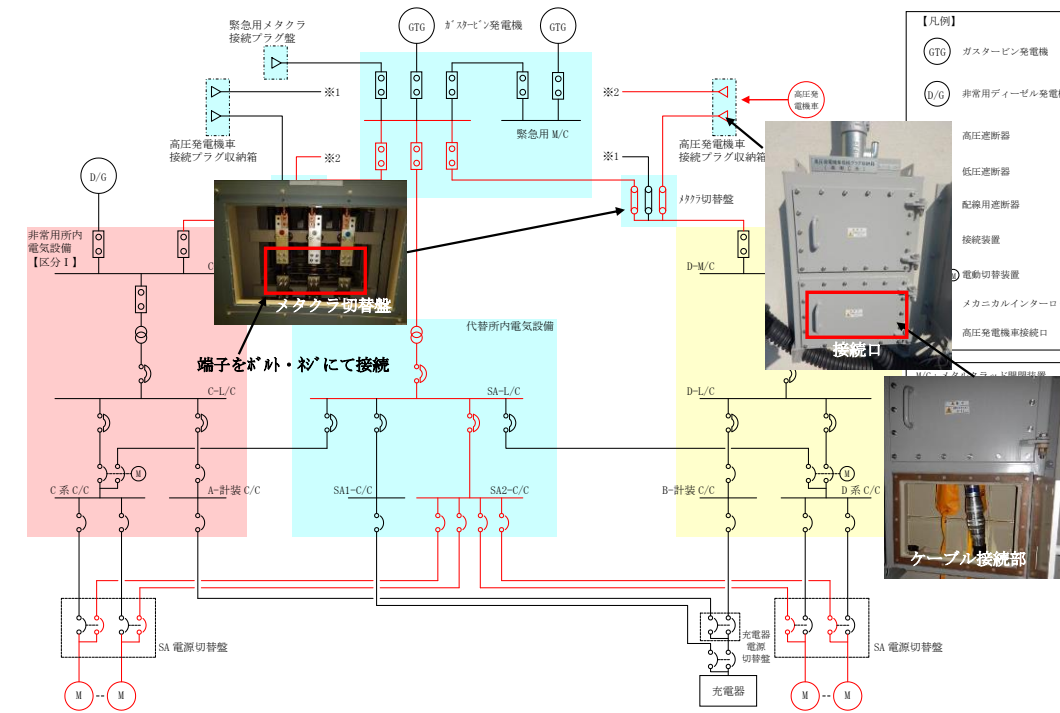 緊急用メタクラ
接続プラグ盤
GTG
ガスタービン発電機
GTG
【凡例】
GTG
ガスタービン発電機
D/G
非常用ディーゼル発電機
高圧遮断器
低圧遮断器
配線用遮断器
接続装置
電動切替装置
メカニカルインターロ
高圧発電機車接続口
※1
※2
高圧発
電機車
高圧発電機車
接続プラグ収納箱
緊急用 M/C
高圧発電機車
接続プラグ収納箱
※2
※1
D/G
メタクラ切替盤
非常用所内
電気設備
【区分Ⅰ】
C
D-M/C
メタクラ切替盤
端子をボルト・ネジにて接続
代替所内電気設備
接続口
C-L/C
SA-L/C
D-L/C
M
M
C 系 C/C
A-計装 C/C
SA1-C/C
SA2-C/C
B-計装 C/C
D 系 C/C
ケーブル接続部
SA 電源切替盤
充電器
電源
切替盤
SA 電源切替盤
M
M
充電器
M
M